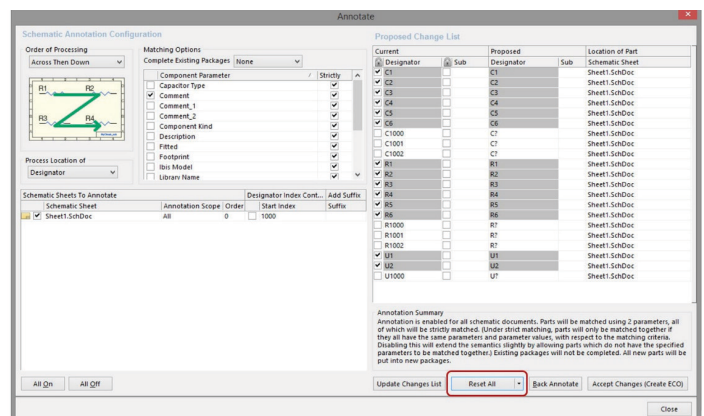 Annotate
Schematic Annotation Configuration
Order of Processing
Across Then Down
R1 R2
R3 R4
Process Location of
Designator
Matching Options
Complete Existing Packages None
Component Parameter / Strictly
Capacitor Type
Comment
Comment_1
Comment_2
Component Kind
Description
Fitted
Footprint
Ibis Model
Library Name
Schematic Sheets To Annotate Designator Index Cont... Add Suffix
Schematic Sheet Annotation Scope Order Start Index Suffix
Sheet1.SchDoc All 0 1000
All On All Off
Proposed Change List
Current Proposed Location of Part
Designator Sub Designator Sub Schematic Sheet
C1 C1 Sheet1.SchDoc
C2 C2 Sheet1.SchDoc
C3 C3 Sheet1.SchDoc
C4 C4 Sheet1.SchDoc
C5 C5 Sheet1.SchDoc
C6 C6 Sheet1.SchDoc
C1000 C? Sheet1.SchDoc
C1001 C? Sheet1.SchDoc
C1002 C? Sheet1.SchDoc
R1 R1 Sheet1.SchDoc
R2 R2 Sheet1.SchDoc
R3 R3 Sheet1.SchDoc
R4 R4 Sheet1.SchDoc
R5 R5 Sheet1.SchDoc
R6 R6 Sheet1.SchDoc
R1000 R? Sheet1.SchDoc
R1001 R? Sheet1.SchDoc
R1002 R? Sheet1.SchDoc
U1 U1 Sheet1.SchDoc
U2 U2 Sheet1.SchDoc
U1000 U? Sheet1.SchDoc
Annotation Summary
Annotation is enabled for all schematic documents. Parts will be matched using 2 parameters, all
of which will be strictly matched. (Under strict matching, parts will only be matched together if
they all have the same parameters and parameter values, with respect to the matching criteria.
Disabling this will extend the semantics slightly by allowing parts which do not have the specified
parameters to be matched together.) Existing packages will not be completed. All new parts will be
put into new packages.
Update Changes List Reset All Back Annotate Accept Changes (Create ECO)
Close